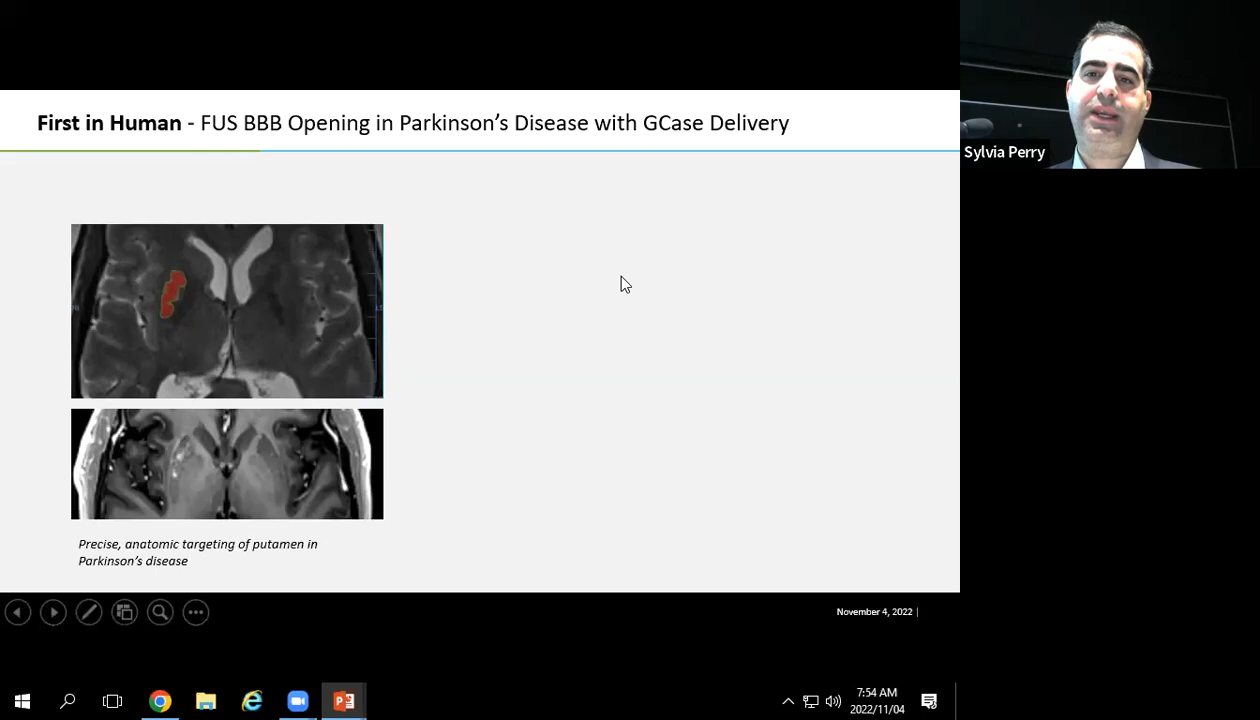 First in Human - FUS BBB Opening in Parkinson's Disease with GCase Delivery
Sylvia Perry
Precise, anatomic targeting of putamen in
Parkinson's disease
November 4, 2022 |
7:54 AM
2022/11/04